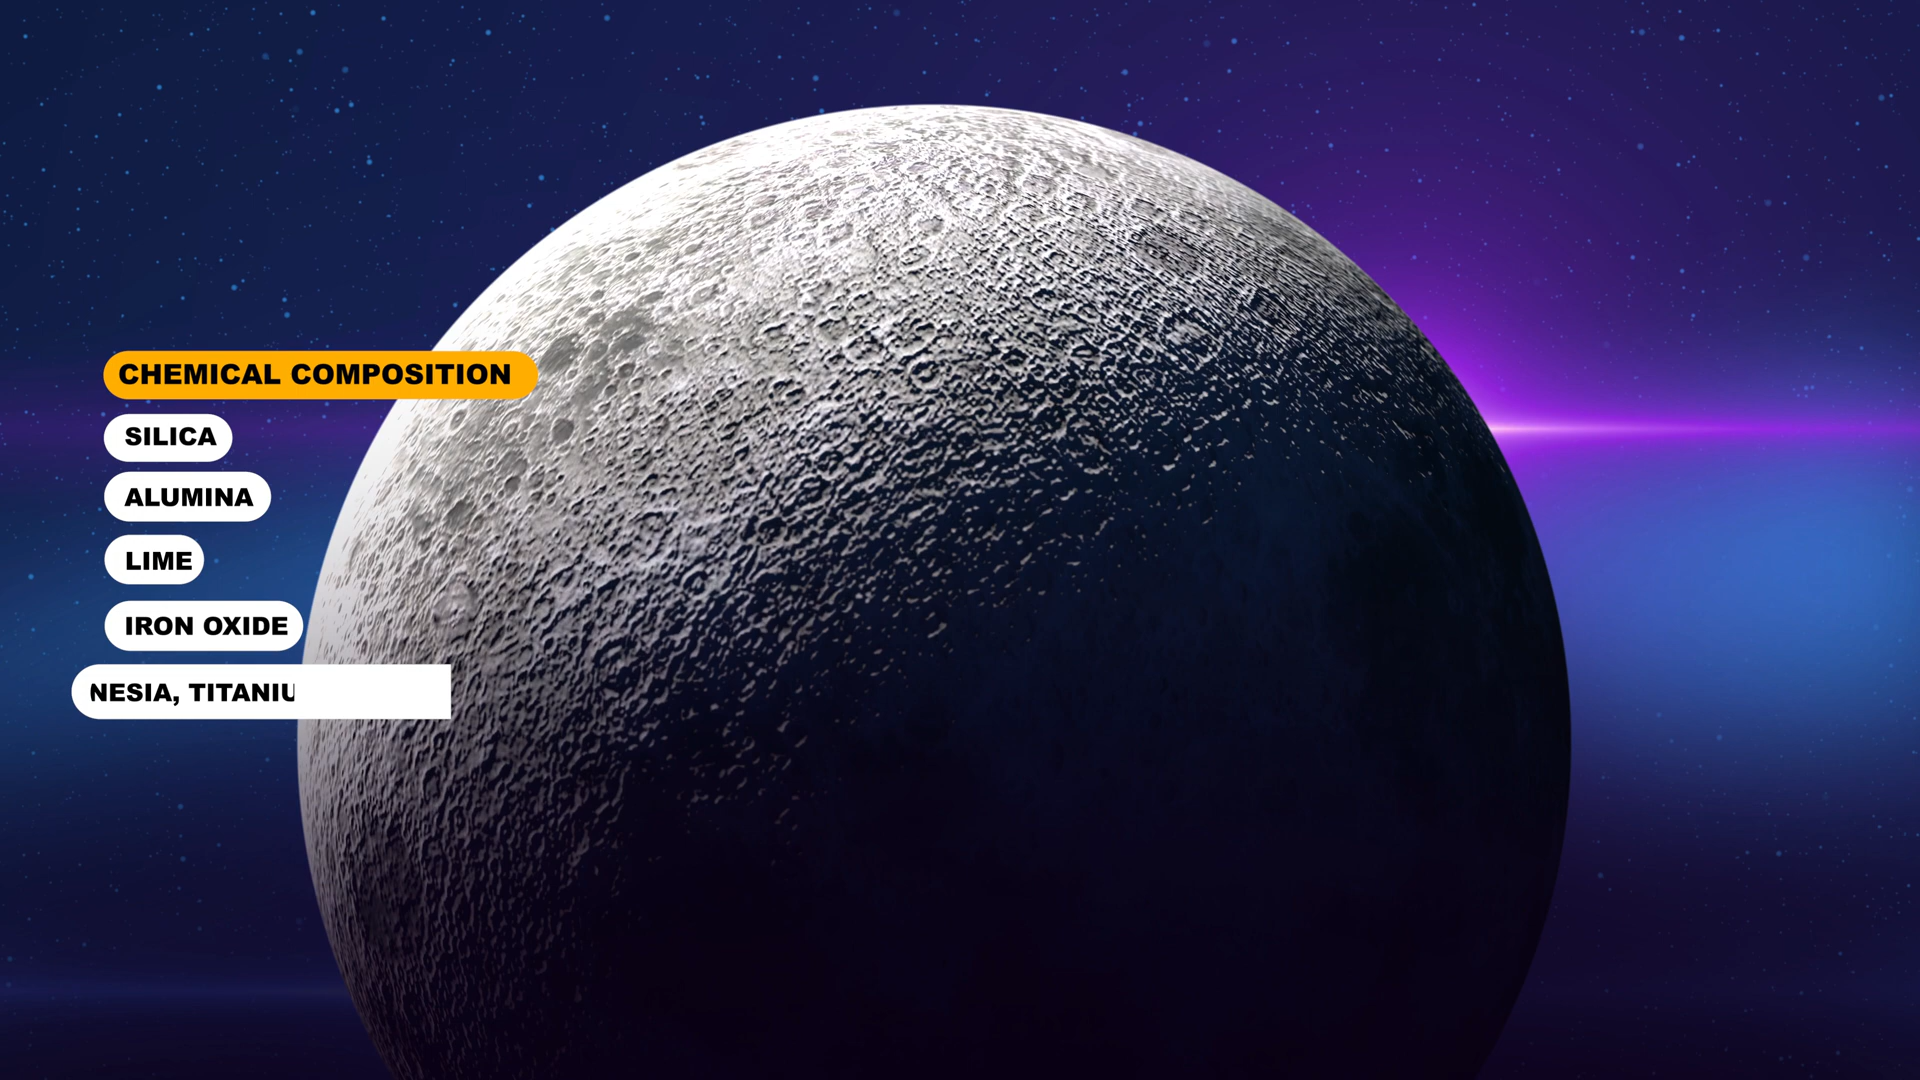 CHEMICAL COMPOSITION
SILICA
ALUMINA
LIME
IRON OXIDE
NESIA, TITANIU